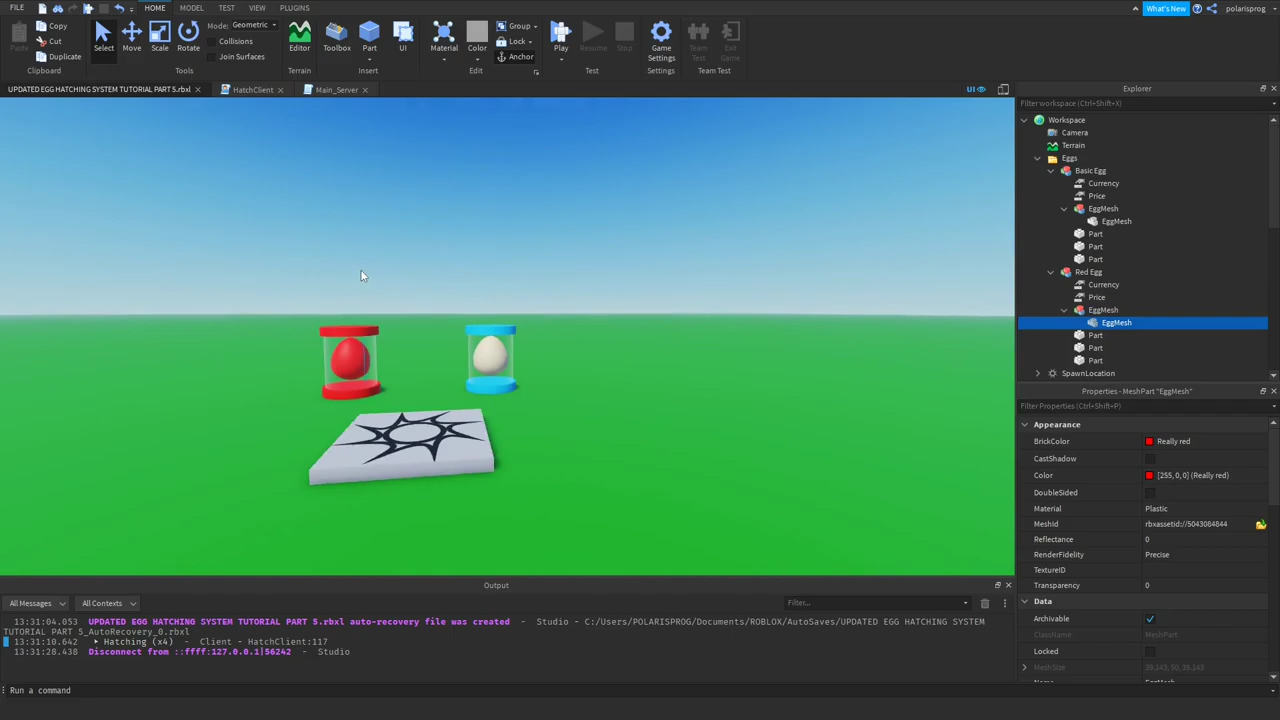 FILE HOME MODEL TEST VIEW PLUGINS What's New polarisprog
Paste Copy Cut Duplicate Clipboard
Select Move Scale Rotate Mode: Geometric Collisions Join Surfaces Tools
Editor Terrain
Toolbox Part UI Insert
Material Color Group Lock Anchor Edit
Play Resume Stop Test
Game Settings Settings
Team Test Exit Game Team Test
UPDATED EGG HATCHING SYSTEM TUTORIAL PART 5.rbxl HatchClient Main_Server UI
Explorer
Filter workspace (Ctrl+Shift+X)
Workspace
Camera
Terrain
Eggs
Basic Egg
Currency
Price
EggMesh
EggMesh
Part
Part
Part
Red Egg
Currency
Price
EggMesh
EggMesh
Part
Part
Part
SpawnLocation
Properties - MeshPart "EggMesh"
Filter Properties (Ctrl+Shift+P)
Appearance
BrickColor Really red
CastShadow
Color [255, 0, 0] (Really red)
DoubleSided
Material Plastic
MeshId rbxassetid://5043084844
Reflectance 0
RenderFidelity Precise
TextureID
Transparency 0
Data
Archivable
ClassName MeshPart
Locked
MeshSize 39.143, 50, 39.143
Output
All Messages All Contexts Filter...
13:31:04.053 UPDATED EGG HATCHING SYSTEM TUTORIAL PART 5.rbxl auto-recovery file was created - Studio - C:/Users/POLARISPROG/Documents/ROBLOX/AutoSaves/UPDATED EGG HATCHING SYSTEM
TUTORIAL PART 5_AutoRecovery_0.rbxl
13:31:10.642 Hatching (x4) - Client - HatchClient:117
13:31:28.438 Disconnect from ::ffff:127.0.0.1|56242 - Studio
Run a command